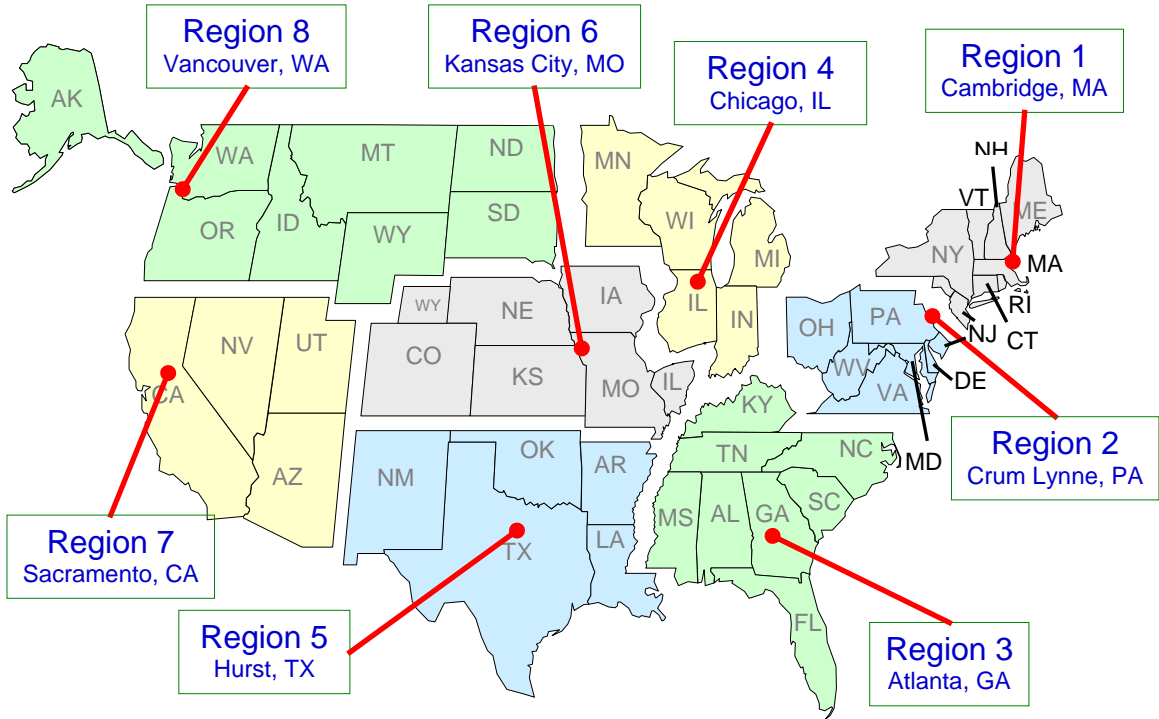 Region 8
Vancouver, WA
Region 6
Kansas City, MO
Region 4
Chicago, IL
Region 1
Cambridge, MA
AK
WA
MT
ND
MN
NH
VT
ME
OR
ID
WY
SD
WI
MI
NY
MA
RI
CT
NJ
WY
NE
IA
IL
IN
OH
PA
DE
CA
NV
UT
CO
KS
MO
IL
WV
VA
MD
KY
Region 2
Crum Lynne, PA
AZ
NM
OK
AR
TN
NC
SC
Region 7
Sacramento, CA
TX
LA
MS
AL
GA
FL
Region 5
Hurst, TX
Region 3
Atlanta, GA